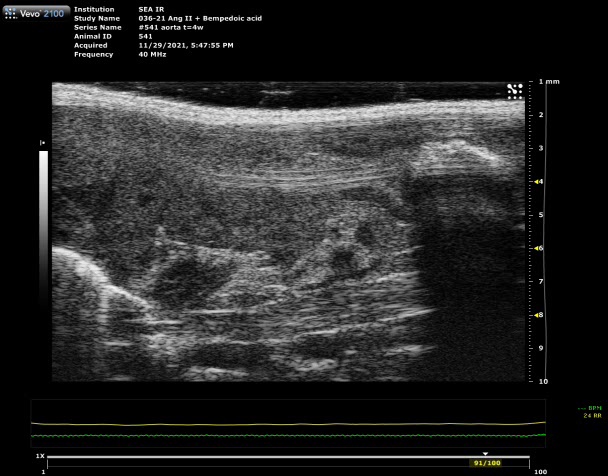 Vevo 2100
Institution SEA IR
Study Name 036-21 Ang II + Bempedoic acid
Series Name #541 aorta t=4w
Animal ID 541
Acquired 11/29/2021, 5:47:55 PM
Frequency 40 MHz
1 mm
2
3
4
5
6
7
8
9
10
--- BPM
24 RR
1X
91/100
1 100